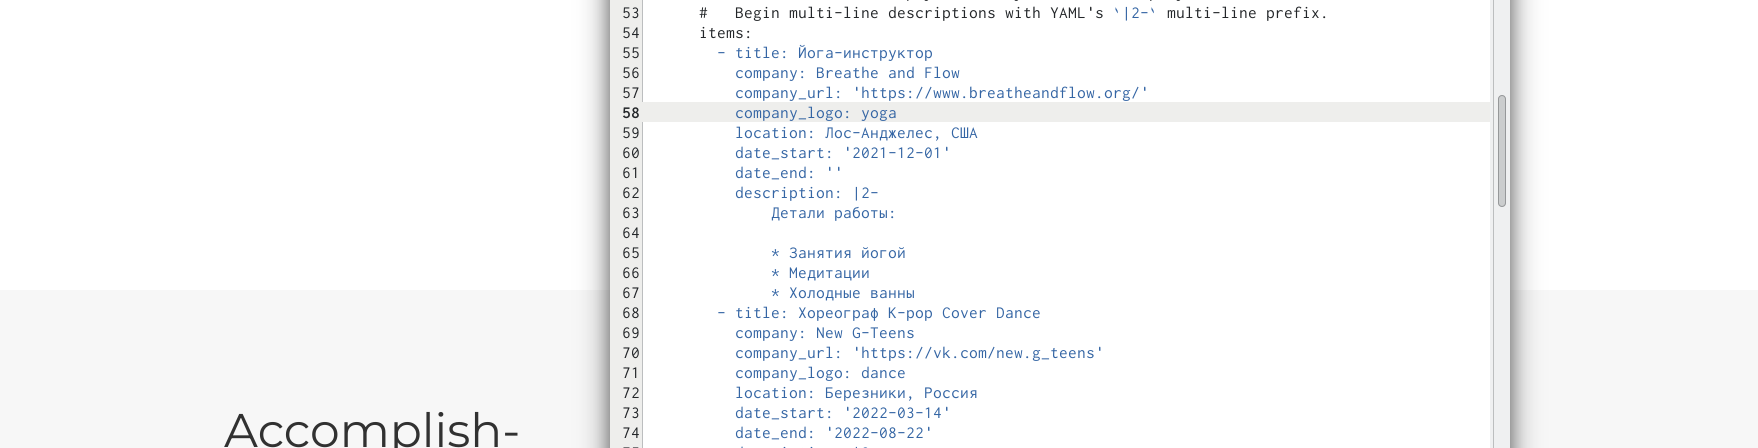 53 #   Begin multi-line descriptions with YAML's `|2-` multi-line prefix.
54 items:
55 - title: Йога-инструктор
56 company: Breathe and Flow
57 company_url: 'https://www.breatheandflow.org/'
58 company_logo: yoga
59 location: Лос-Анджелес, США
60 date_start: '2021-12-01'
61 date_end: ''
62 description: |2-
63 Детали работы:
64
65 * Занятия йогой
66 * Медитации
67 * Холодные ванны
68 - title: Хореограф K-pop Cover Dance
69 company: New G-Teens
70 company_url: 'https://vk.com/new.g_teens'
71 company_logo: dance
72 location: Березники, Россия
73 date_start: '2022-03-14'
74 date_end: '2022-08-22'
Accomplish-